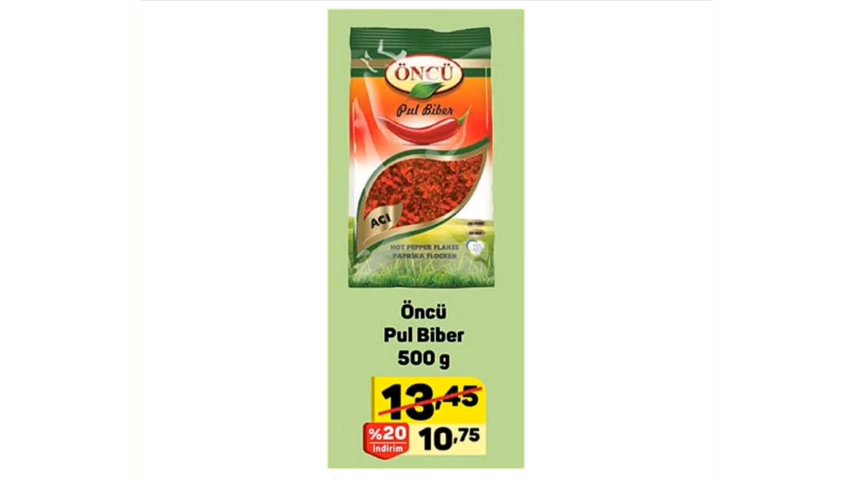 ÖNCÜ
Pul Biber
ACI
HOT PEPPER FLAKES
PAPRIKA FLOCKEN
Öncü
Pul Biber
500 g
13,45
%20
indirim
10,75